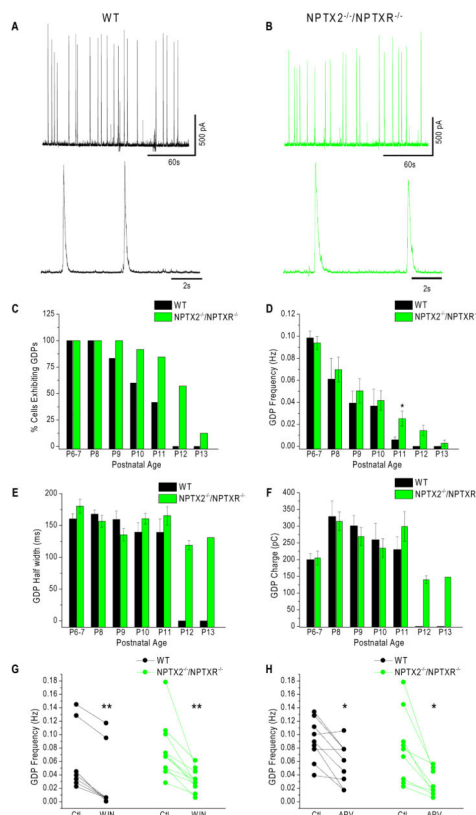 A WT
B NPTX2-/-/NPTXR-/-
500 pA
60s
500 pA
60s
2s
2s
C
WT
NPTX2-/-/NPTXR-/-
% Cells Exhibiting GDPs
125
100
75
50
25
0
P6-7 P8 P9 P10 P11 P12 P13
Postnatal Age
D
WT
NPTX2-/-/NPTXR-/-
GDP Frequency (Hz)
0.12
0.10
0.08
0.06
0.04
0.02
0.00
*
P6-7 P8 P9 P10 P11 P12 P13
Postnatal Age
E
WT
NPTX2-/-/NPTXR-/-
GDP Half width (ms)
300
250
200
150
100
50
0
P6-7 P8 P9 P10 P11 P12 P13
Postnatal Age
F
WT
NPTX2-/-/NPTXR-/-
GDP Charge (pC)
400
350
300
250
200
150
100
50
0
P6-7 P8 P9 P10 P11 P12 P13
Postnatal Age
G
WT
NPTX2-/-/NPTXR-/-
GDP Frequency (Hz)
0.18
0.16
0.14
0.12
0.10
0.08
0.06
0.04
0.02
0.00
** **
Ctl WIN Ctl WIN
H
WT
NPTX2-/-/NPTXR-/-
GDP Frequency (Hz)
0.18
0.16
0.14
0.12
0.10
0.08
0.06
0.04
0.02
0.00
* *
Ctl APV Ctl APV